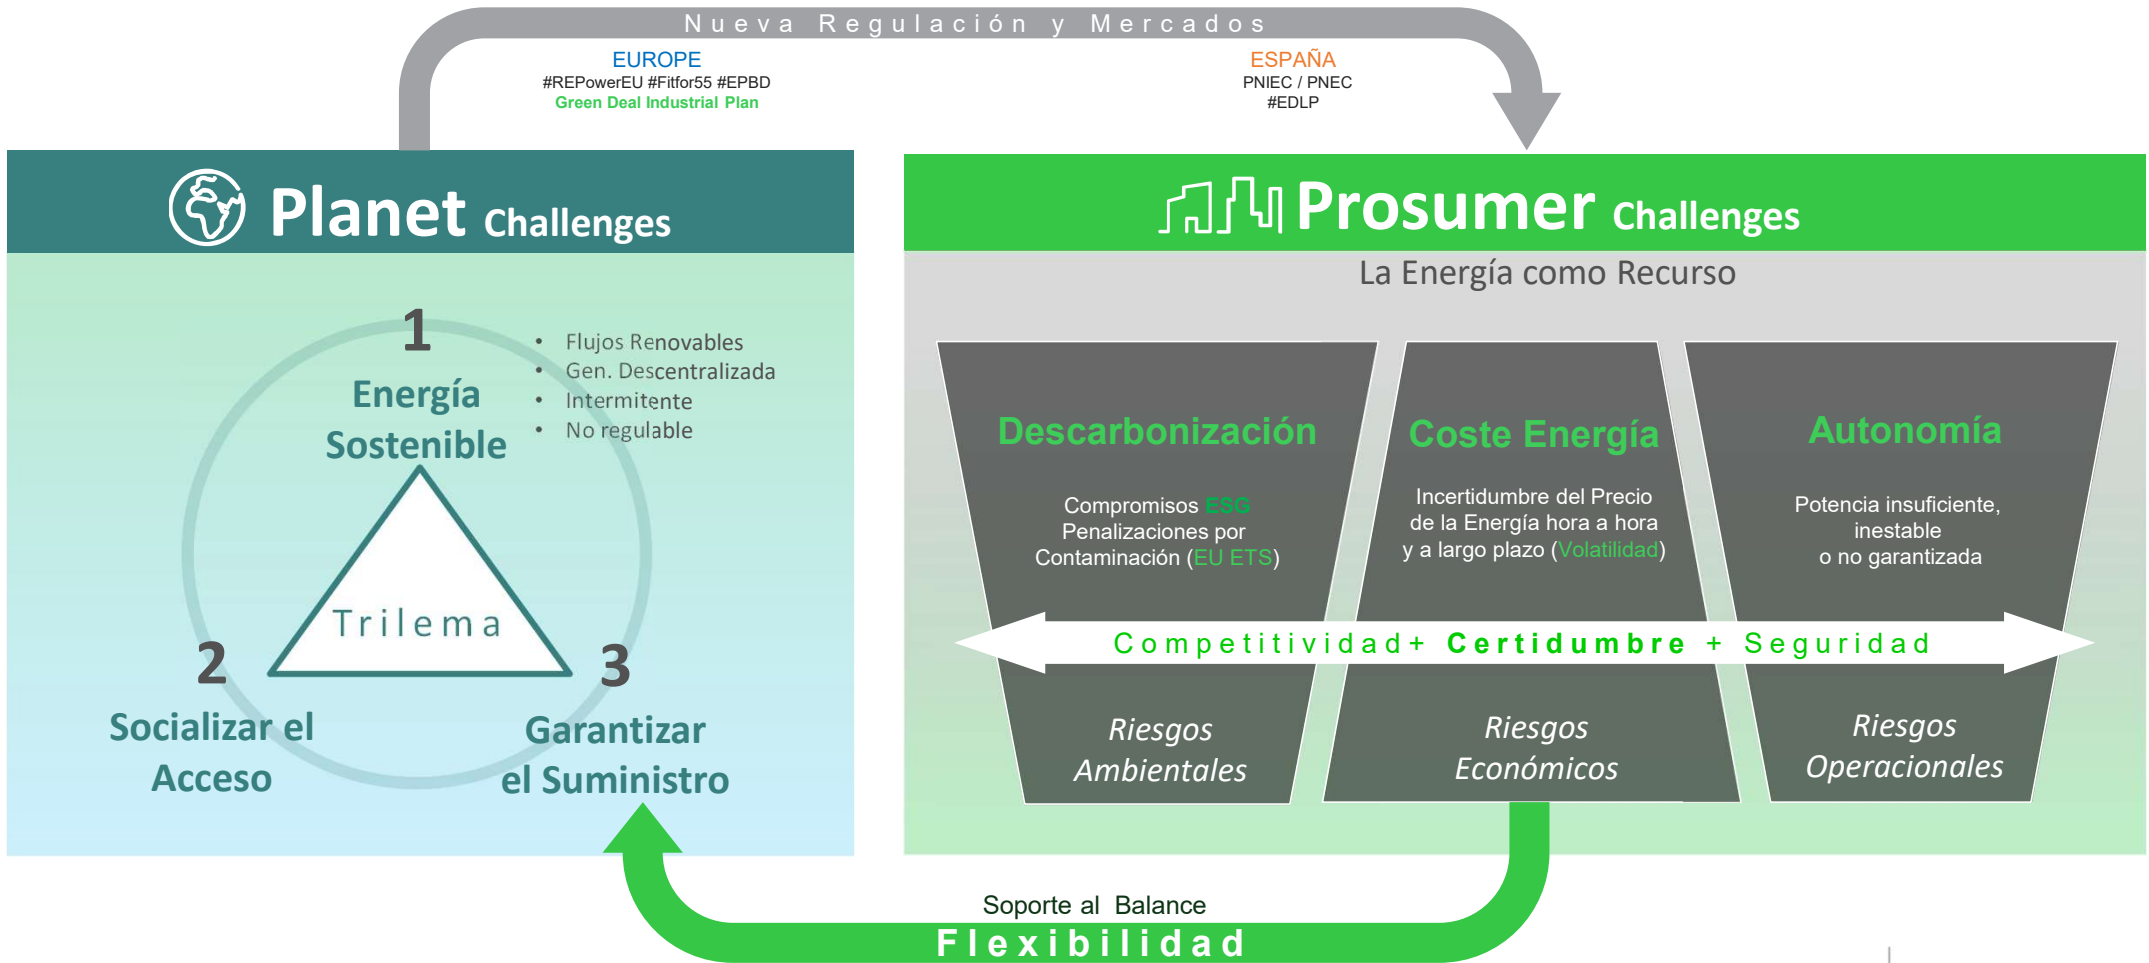 Nueva Regulación y Mercados
EUROPE
#REPowerEU #Fitfor55 #EPBD
Green Deal Industrial Plan
ESPAÑA
PNIEC / PNEC
#EDLP
Planet Challenges
1
Energía
Sostenible
• Flujos Renovables
• Gen. Descentralizada
• Intermitente
• No regulable
Trilema
2
Socializar el
Acceso
3
Garantizar
el Suministro
Prosumer Challenges
La Energía como Recurso
Descarbonización
Compromisos ESG
Penalizaciones por
Contaminación (EU ETS)
Coste Energía
Incertidumbre del Precio
de la Energía hora a hora
y a largo plazo (Volatilidad)
Autonomía
Potencia insuficiente,
inestable
o no garantizada
Competitividad+ Certidumbre + Seguridad
Riesgos
Ambientales
Riesgos
Económicos
Riesgos
Operacionales
Soporte al Balance
Flexibilidad